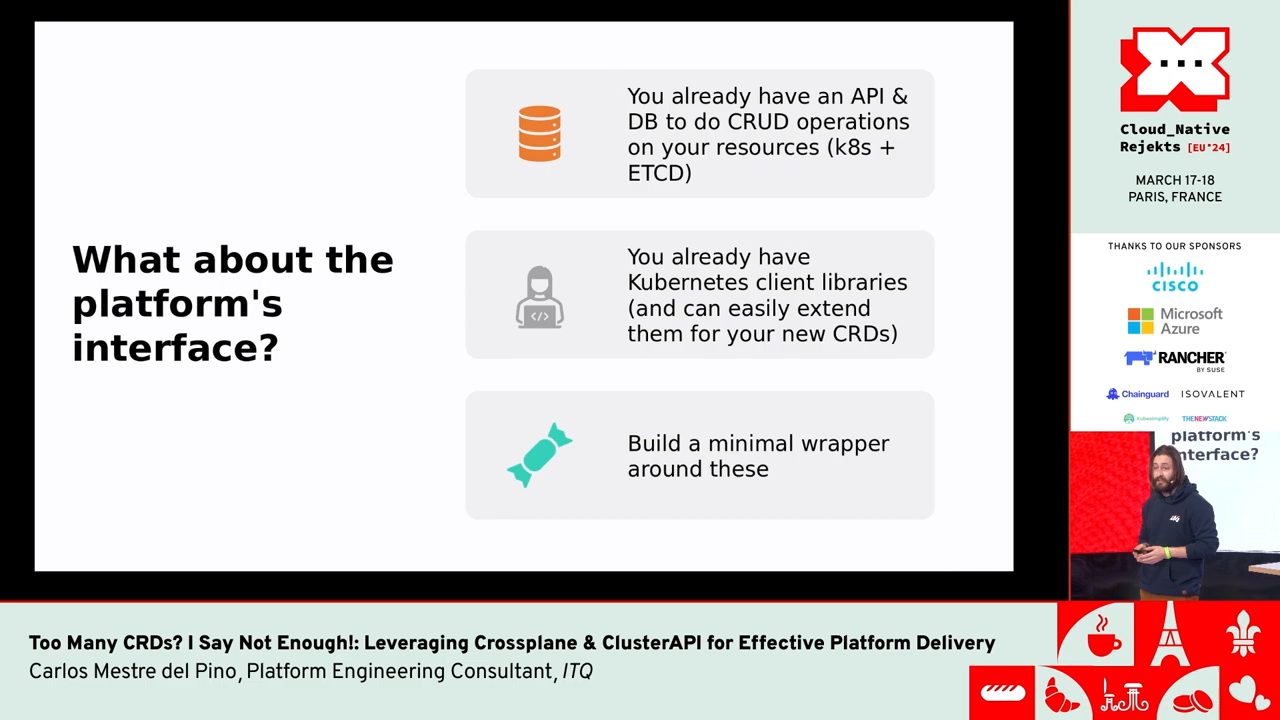 What about the
platform's
interface?
You already have an API &
DB to do CRUD operations
on your resources (k8s +
ETCD)
You already have
Kubernetes client libraries
(and can easily extend
them for your new CRDs)
</>
Build a minimal wrapper
around these
Cloud_Native
Rejekts [EU'24]
MARCH 17-18
PARIS, FRANCE
THANKS TO OUR SPONSORS
CISCO
Microsoft
Azure
RANCHER
BY SUSE
Chainguard ISOVALENT
Kubesimplify THENEWSTACK
platform's
interface?
itq
Too Many CRDs? I Say Not Enough!: Leveraging Crossplane & ClusterAPI for Effective Platform Delivery
Carlos Mestre del Pino, Platform Engineering Consultant, ITQ